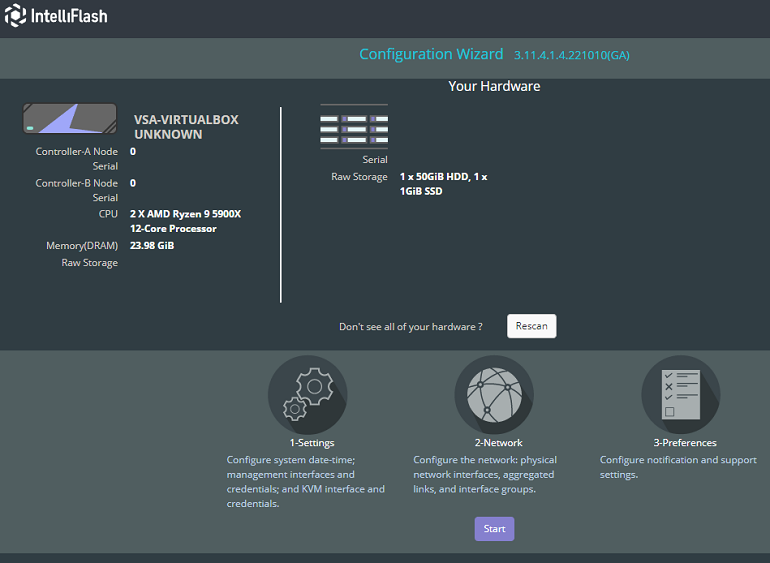 IntelliFlash
Configuration Wizard 3.11.4.1.4.221010(GA)
Your Hardware
VSA-VIRTUALBOX
UNKNOWN
Controller-A Node
Serial
0
Controller-B Node
Serial
0
CPU
2 X AMD Ryzen 9 5900X
12-Core Processor
Memory(DRAM) 23.98 GiB
Raw Storage
Serial
Raw Storage
1 x 50GiB HDD, 1 x
1GiB SSD
Don't see all of your hardware ?
Rescan
1-Settings
Configure system date-time;
management interfaces and
credentials; and KVM interface and
credentials.
2-Network
Configure the network: physical
network interfaces, aggregated
links, and interface groups.
3-Preferences
Configure notification and support
settings.
Start